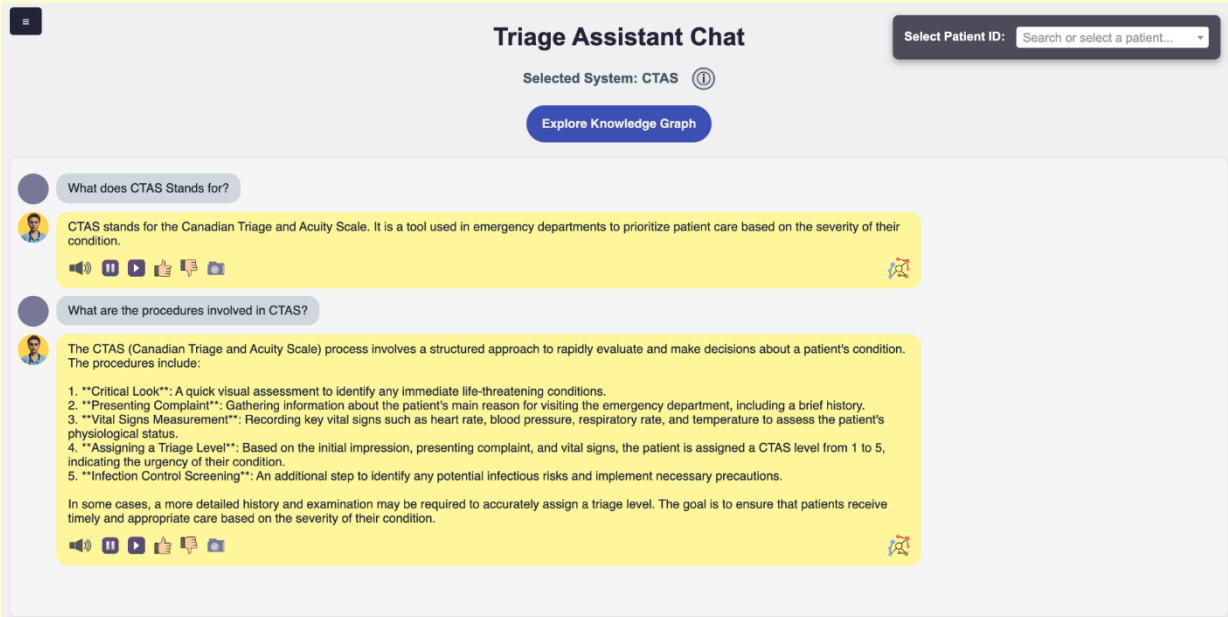 ≡
Triage Assistant Chat
Select Patient ID: Search or select a patient...
Selected System: CTAS
Explore Knowledge Graph
What does CTAS Stands for?
CTAS stands for the Canadian Triage and Acuity Scale. It is a tool used in emergency departments to prioritize patient care based on the severity of their
condition.
What are the procedures involved in CTAS?
The CTAS (Canadian Triage and Acuity Scale) process involves a structured approach to rapidly evaluate and make decisions about a patient's condition.
The procedures include:
1. **Critical Look**: A quick visual assessment to identify any immediate life-threatening conditions.
2. **Presenting Complaint**: Gathering information about the patient's main reason for visiting the emergency department, including a brief history.
3. **Vital Signs Measurement**: Recording key vital signs such as heart rate, blood pressure, respiratory rate, and temperature to assess the patient's
physiological status.
4. **Assigning a Triage Level**: Based on the initial impression, presenting complaint, and vital signs, the patient is assigned a CTAS level from 1 to 5,
indicating the urgency of their condition.
5. **Infection Control Screening**: An additional step to identify any potential infectious risks and implement necessary precautions.
In some cases, a more detailed history and examination may be required to accurately assign a triage level. The goal is to ensure that patients receive
timely and appropriate care based on the severity of their condition.